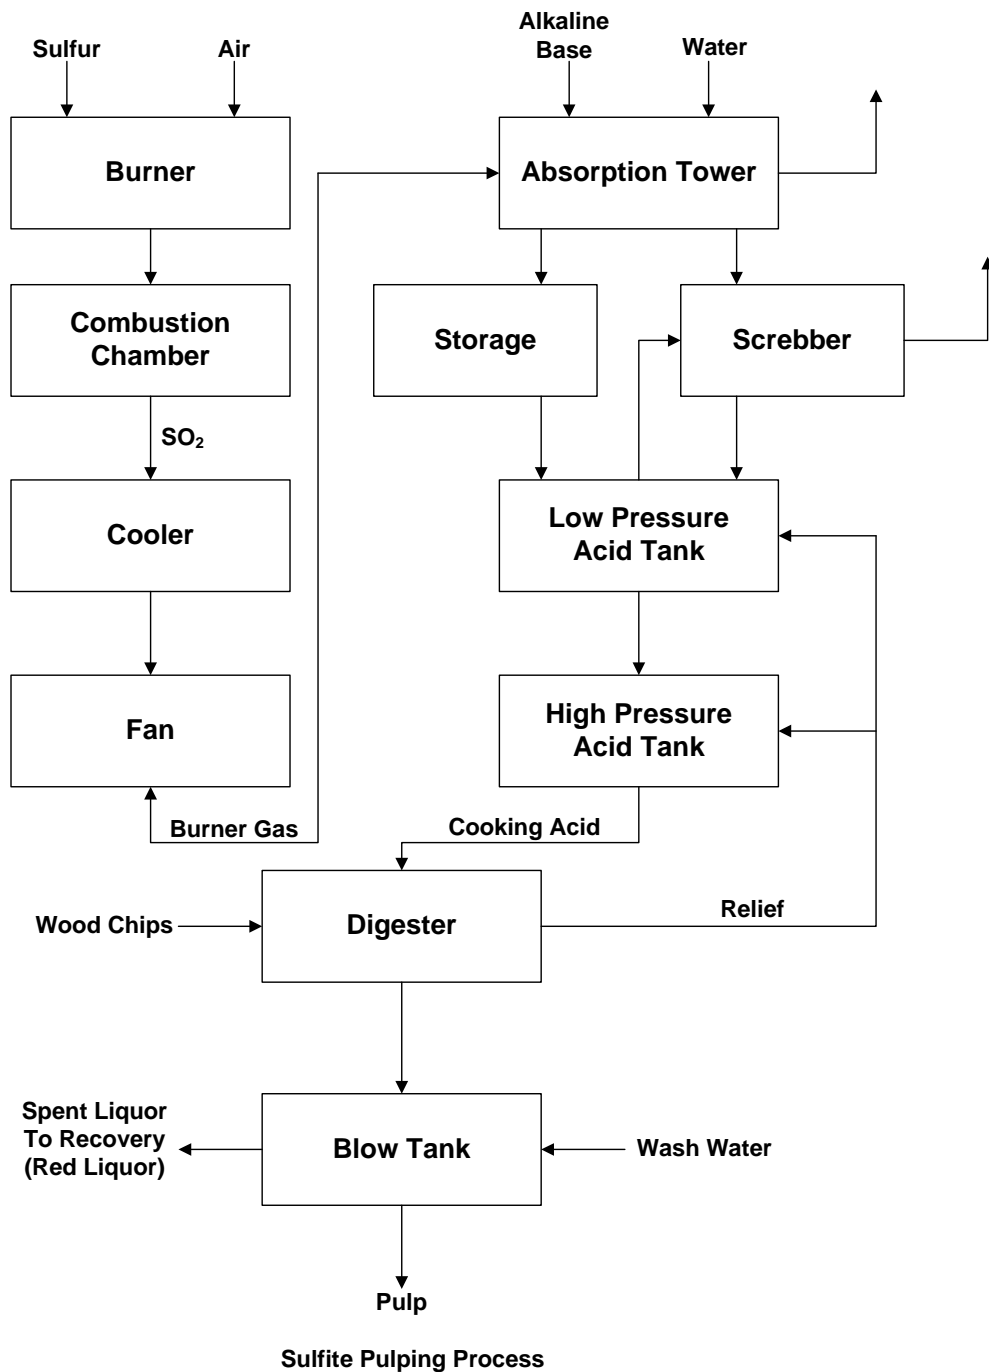 Sulfur
Air
Alkaline
Base
Water
Burner
Absorption Tower
Combustion
Chamber
Storage
Screbber
SO₂
Cooler
Low Pressure
Acid Tank
Fan
High Pressure
Acid Tank
Burner Gas
Cooking Acid
Wood Chips
Digester
Relief
Spent Liquor
To Recovery
(Red Liquor)
Blow Tank
Wash Water
Pulp
Sulfite Pulping Process